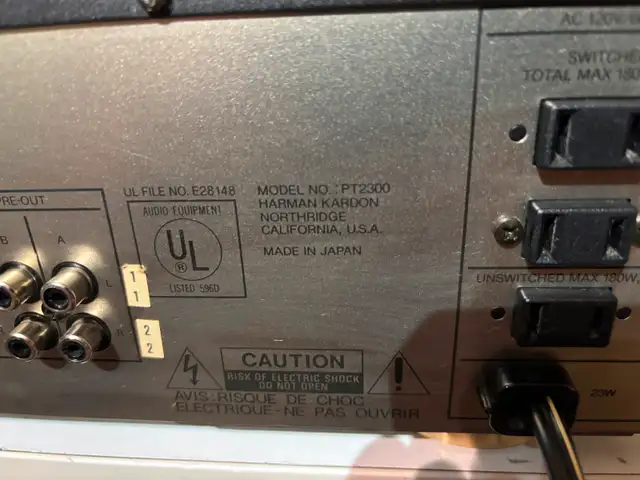 AC 120V
SWITCHED
TOTAL MAX 180W
UL FILE NO. E28148
MODEL NO.: PT2300
HARMAN KARDON
NORTHRIDGE
CALIFORNIA, U.S.A.
MADE IN JAPAN
AUDIO EQUIPMENT
UL
®
LISTED 596D
PRE-OUT
B
A
L
R
R
1
1
2
2
UNSWITCHED MAX 180W,
CAUTION
RISK OF ELECTRIC SHOCK
DO NOT OPEN
AVIS: RISQUE DE CHOC
ELECTRIQUE-NE PAS OUVRIR
23W